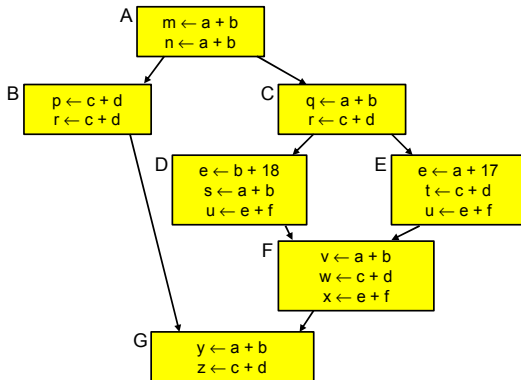 A
m ← a + b
n ← a + b
B
p ← c + d
r ← c + d
C
q ← a + b
r ← c + d
D
e ← b + 18
s ← a + b
u ← e + f
E
e ← a + 17
t ← c + d
u ← e + f
F
v ← a + b
w ← c + d
x ← e + f
G
y ← a + b
z ← c + d